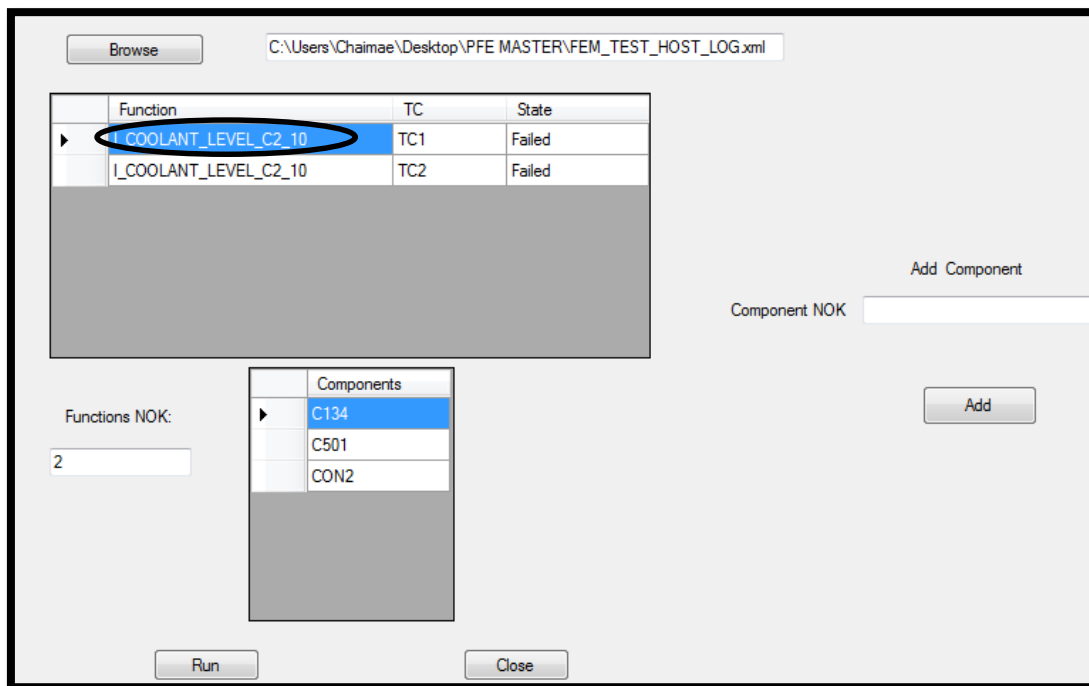 Browse C:\Users\Chaimae\Desktop\PFE MASTER\FEM_TEST_HOST_LOG.xml
Function TC State
I_COOLANT_LEVEL_C2_10 TC1 Failed
I_COOLANT_LEVEL_C2_10 TC2 Failed
Add Component
Component NOK
Components
Functions NOK:
C134
C501
2
CON2
Add
Run Close